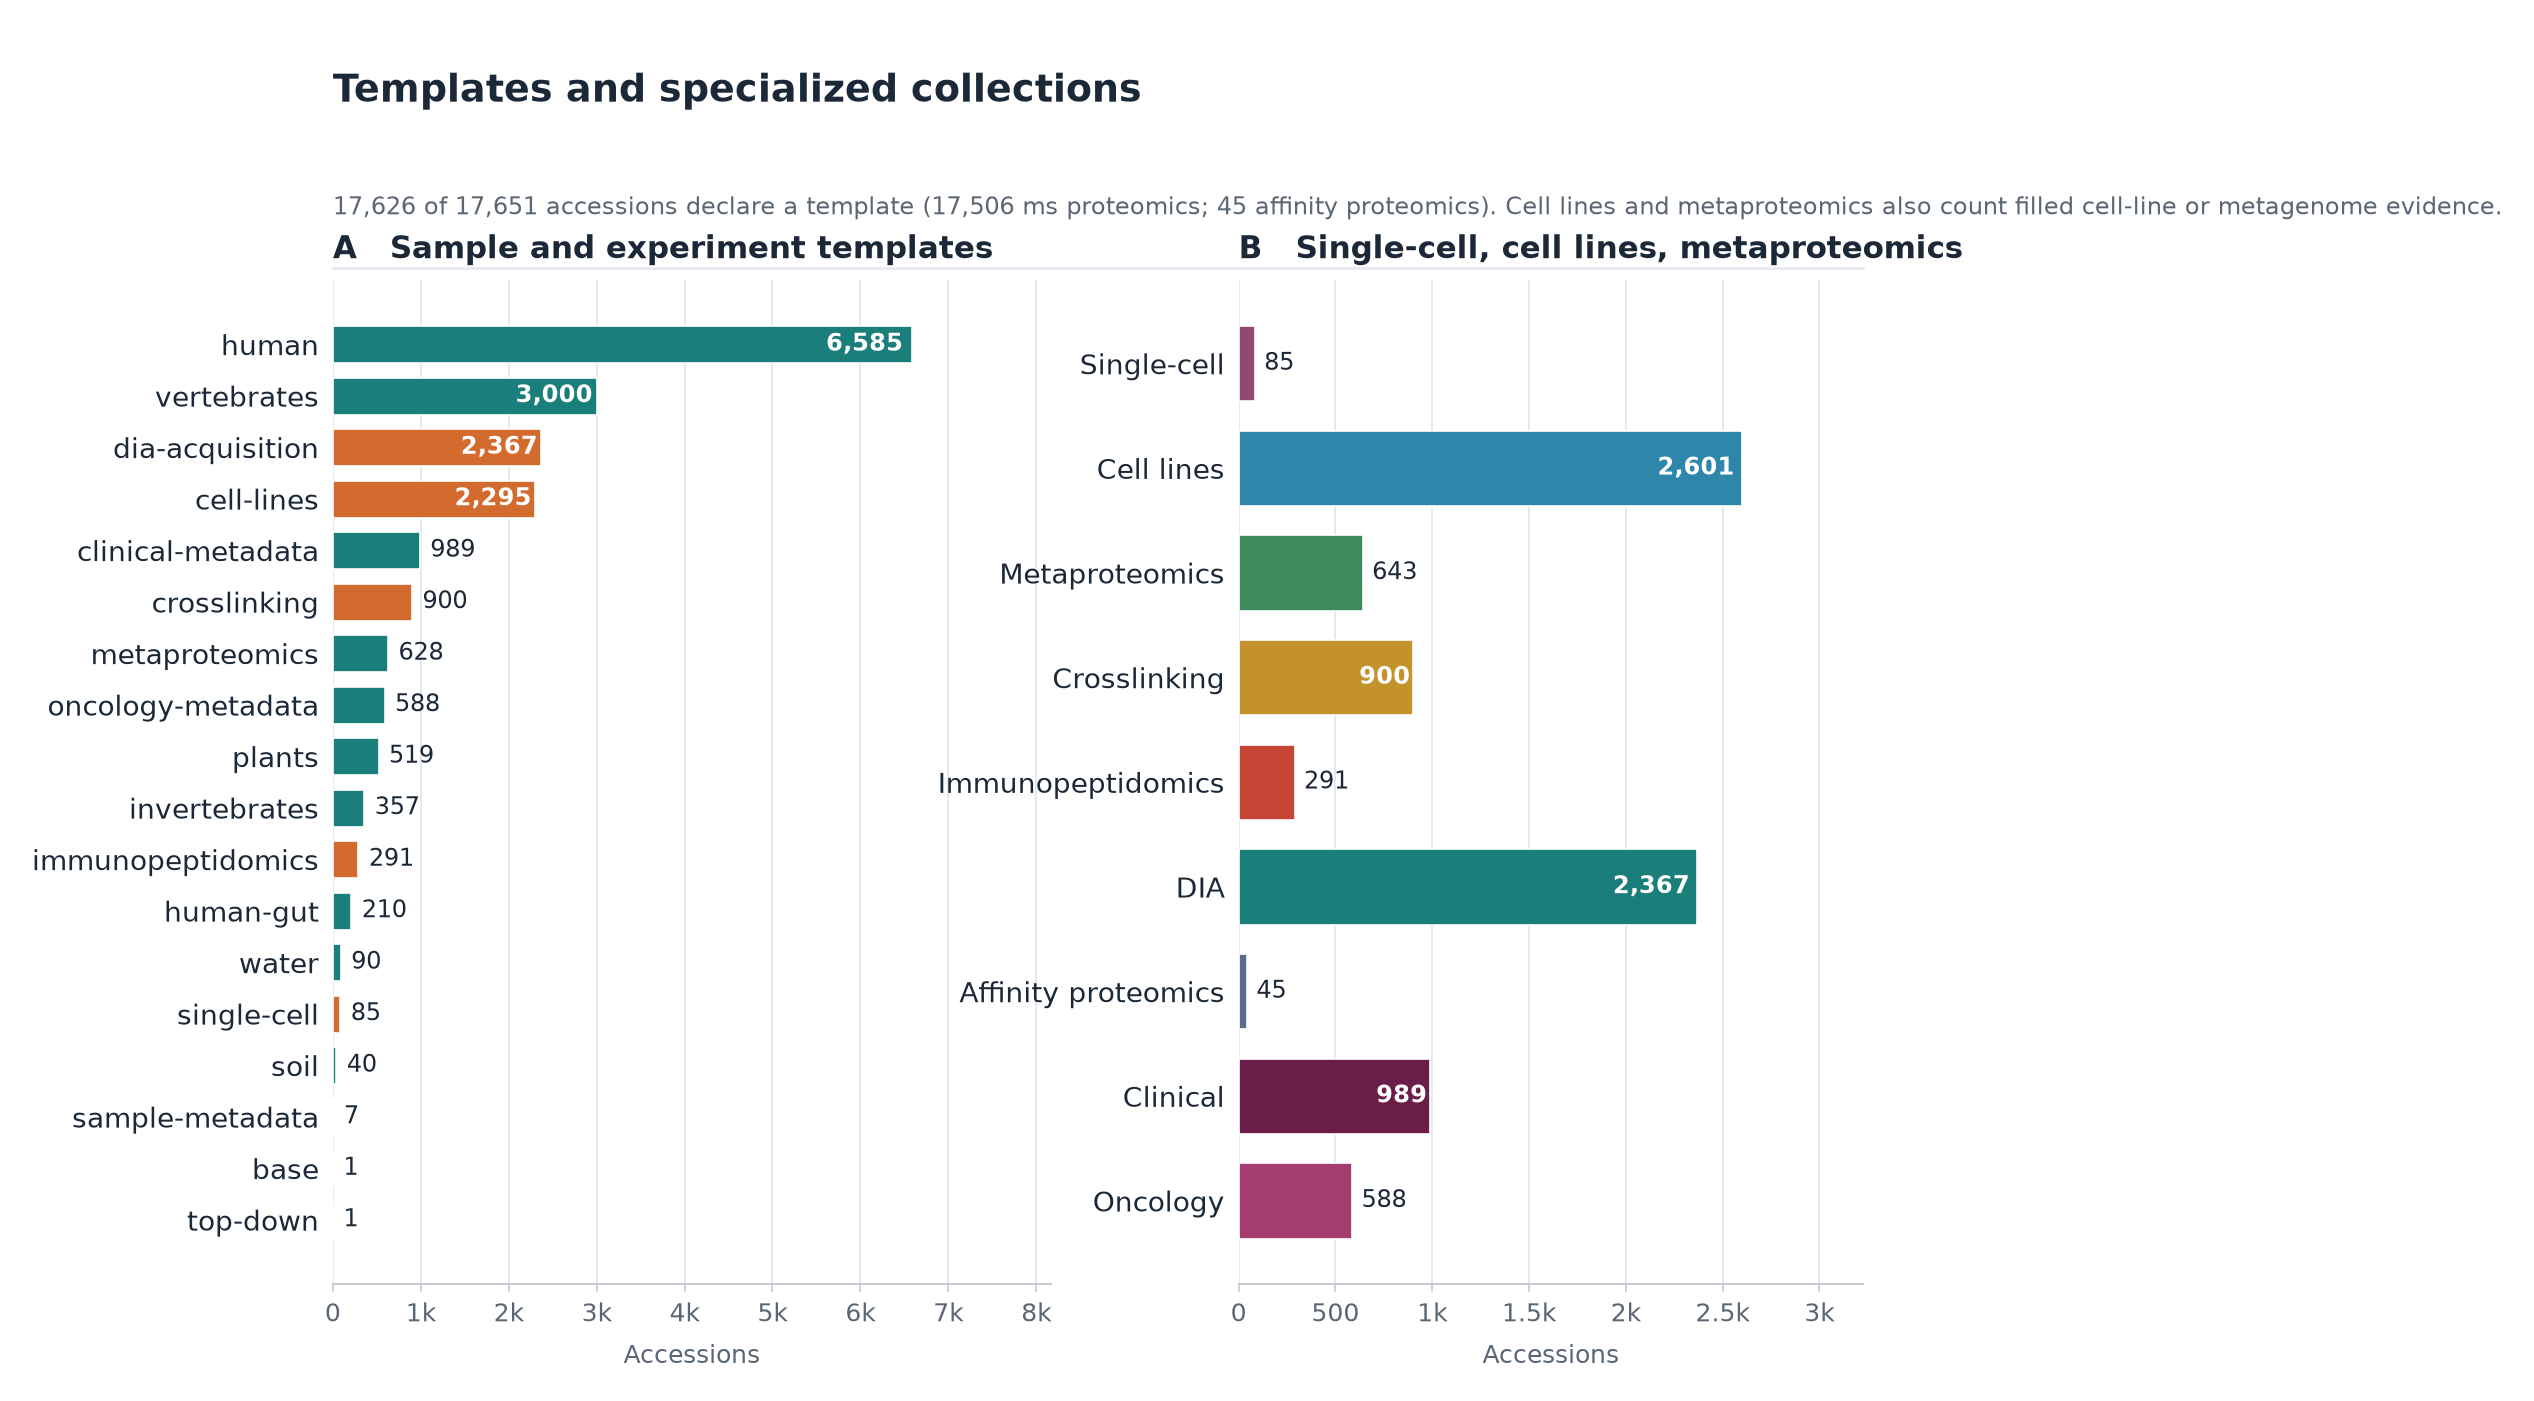 Templates and specialized collections
17,626 of 17,651 accessions declare a template (17,506 ms proteomics; 45 affinity proteomics). Cell lines and metaproteomics also count filled cell-line or metagenome evidence.
A Sample and experiment templates
human 6,585
vertebrates 3,000
dia-acquisition 2,367
cell-lines 2,295
clinical-metadata 989
crosslinking 900
metaproteomics 628
oncology-metadata 588
plants 519
invertebrates 357
immunopeptidomics 291
human-gut 210
water 90
single-cell 85
soil 40
sample-metadata 7
base 1
top-down 1
0 1k 2k 3k 4k 5k 6k 7k 8k
Accessions
B Single-cell, cell lines, metaproteomics
Single-cell 85
Cell lines 2,601
Metaproteomics 643
Crosslinking 900
Immunopeptidomics 291
DIA 2,367
Affinity proteomics 45
Clinical 989
Oncology 588
0 500 1k 1.5k 2k 2.5k 3k
Accessions